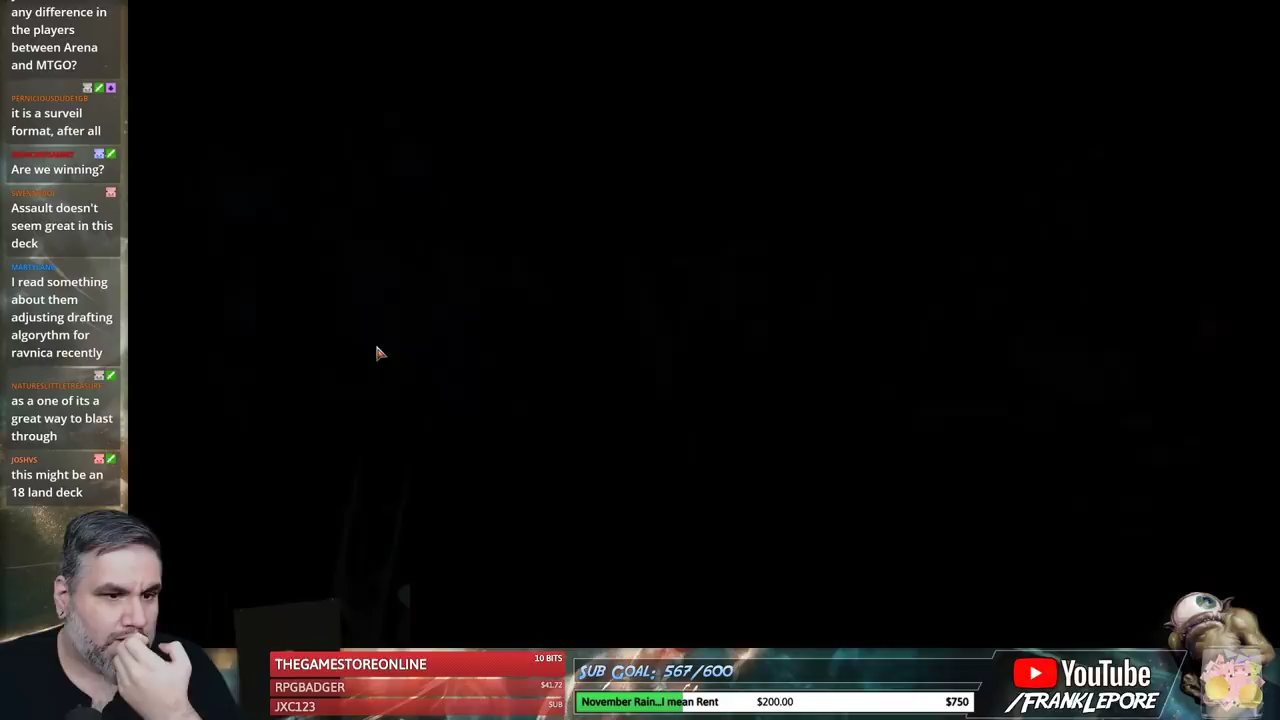 any difference in
the players
between Arena
and MTGO?
PERNICIOUSDUDE1GB
it is a surveil
format, after all
Are we winning?
Assault doesn't
seem great in this
deck
I read something
about them
adjusting drafting
algorythm for
ravnica recently
NATURESLITTLETREASURE
as a one of its a
great way to blast
through
JOSHVS
this might be an
18 land deck
THEGAMESTOREONLINE 10 BITS
RPGBADGER $41.72
JXC123 SUB
SUB GOAL: 567/600
November Rain...I mean Rent $200.00 $750
YouTube
/FRANKLEPORE